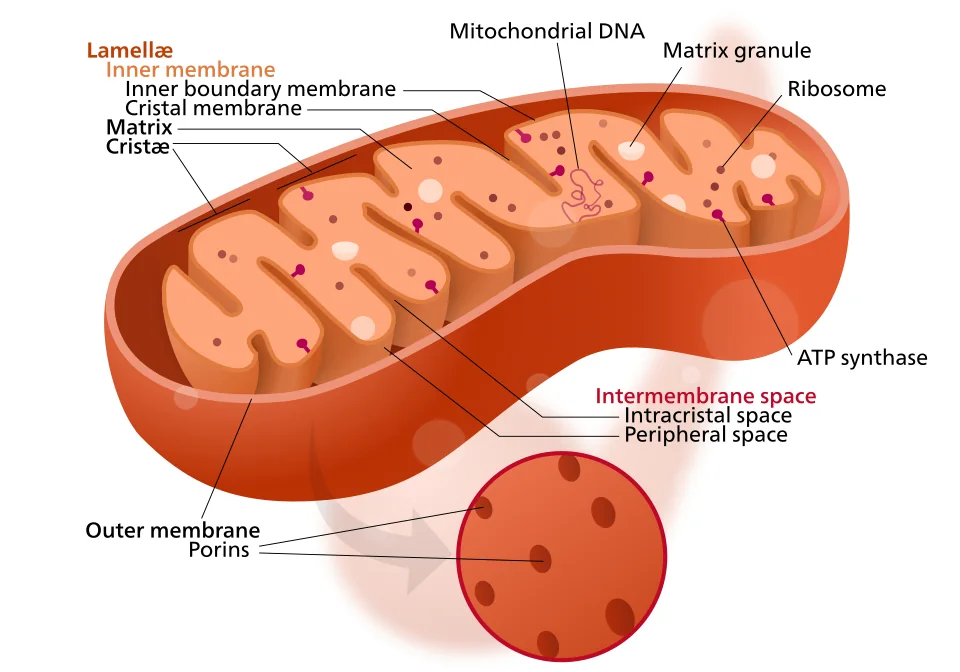 Lamellæ
Inner membrane
Inner boundary membrane
Cristal membrane
Matrix
Cristæ
Mitochondrial DNA
Matrix granule
Ribosome
ATP synthase
Intermembrane space
Intracristal space
Peripheral space
Outer membrane
Porins